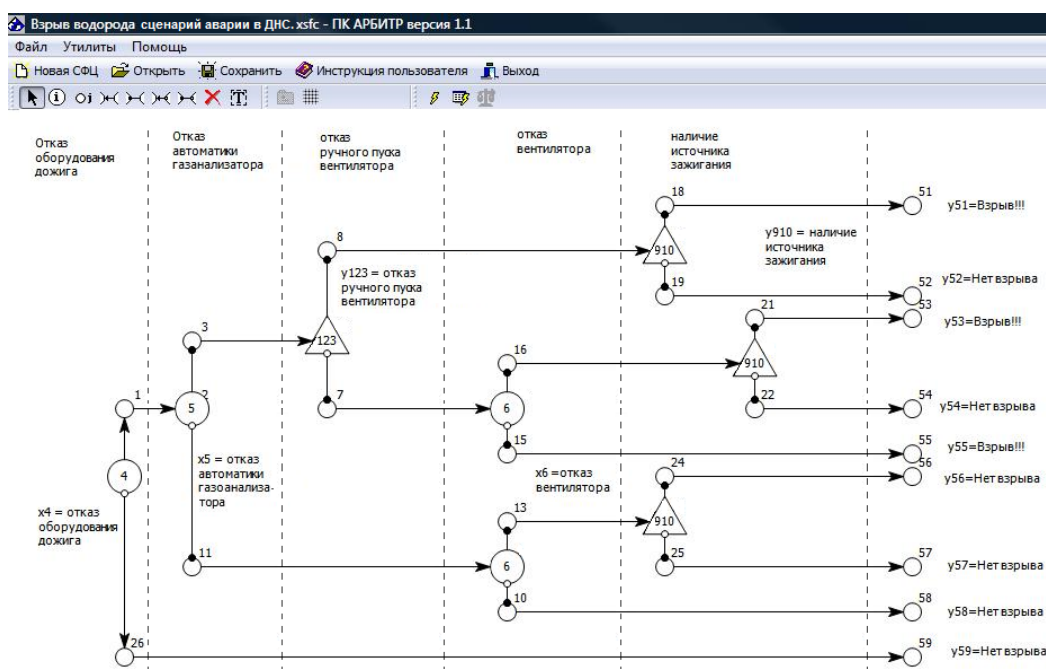 Взрыв водорода сценарий аварии в ДНС.xsfc - ПК АРБИТР версия 1.1
Файл Утилиты Помощь
Новая СФЦ Открыть Сохранить Инструкция пользователя Выход
Отказ
оборудования
дожига
Отказ
автоматики
газанализатора
отказ
ручного пуска
вентилятора
отказ
вентилятора
наличие
источника
зажигания
18
51
y51=Взрыв!!!
8
910
y910 = наличие
источника
зажигания
y123 = отказ
ручного пуска
вентилятора
19
52
y52=Нет взрыва
21
53
y53=Взрыв!!!
3
123
16
910
1
2
5
7
6
22
54
y54=Нет взрыва
15
55
y55=Взрыв!!!
4
x5 = отказ
автоматики
газоанализа-
тора
x6 =отказ
вентилятора
24
56
y56=Нет взрыва
x4 = отказ
оборудования
дожига
13
910
11
6
25
57
y57=Нет взрыва
10
58
y58=Нет взрыва
26
59
y59=Нет взрыва